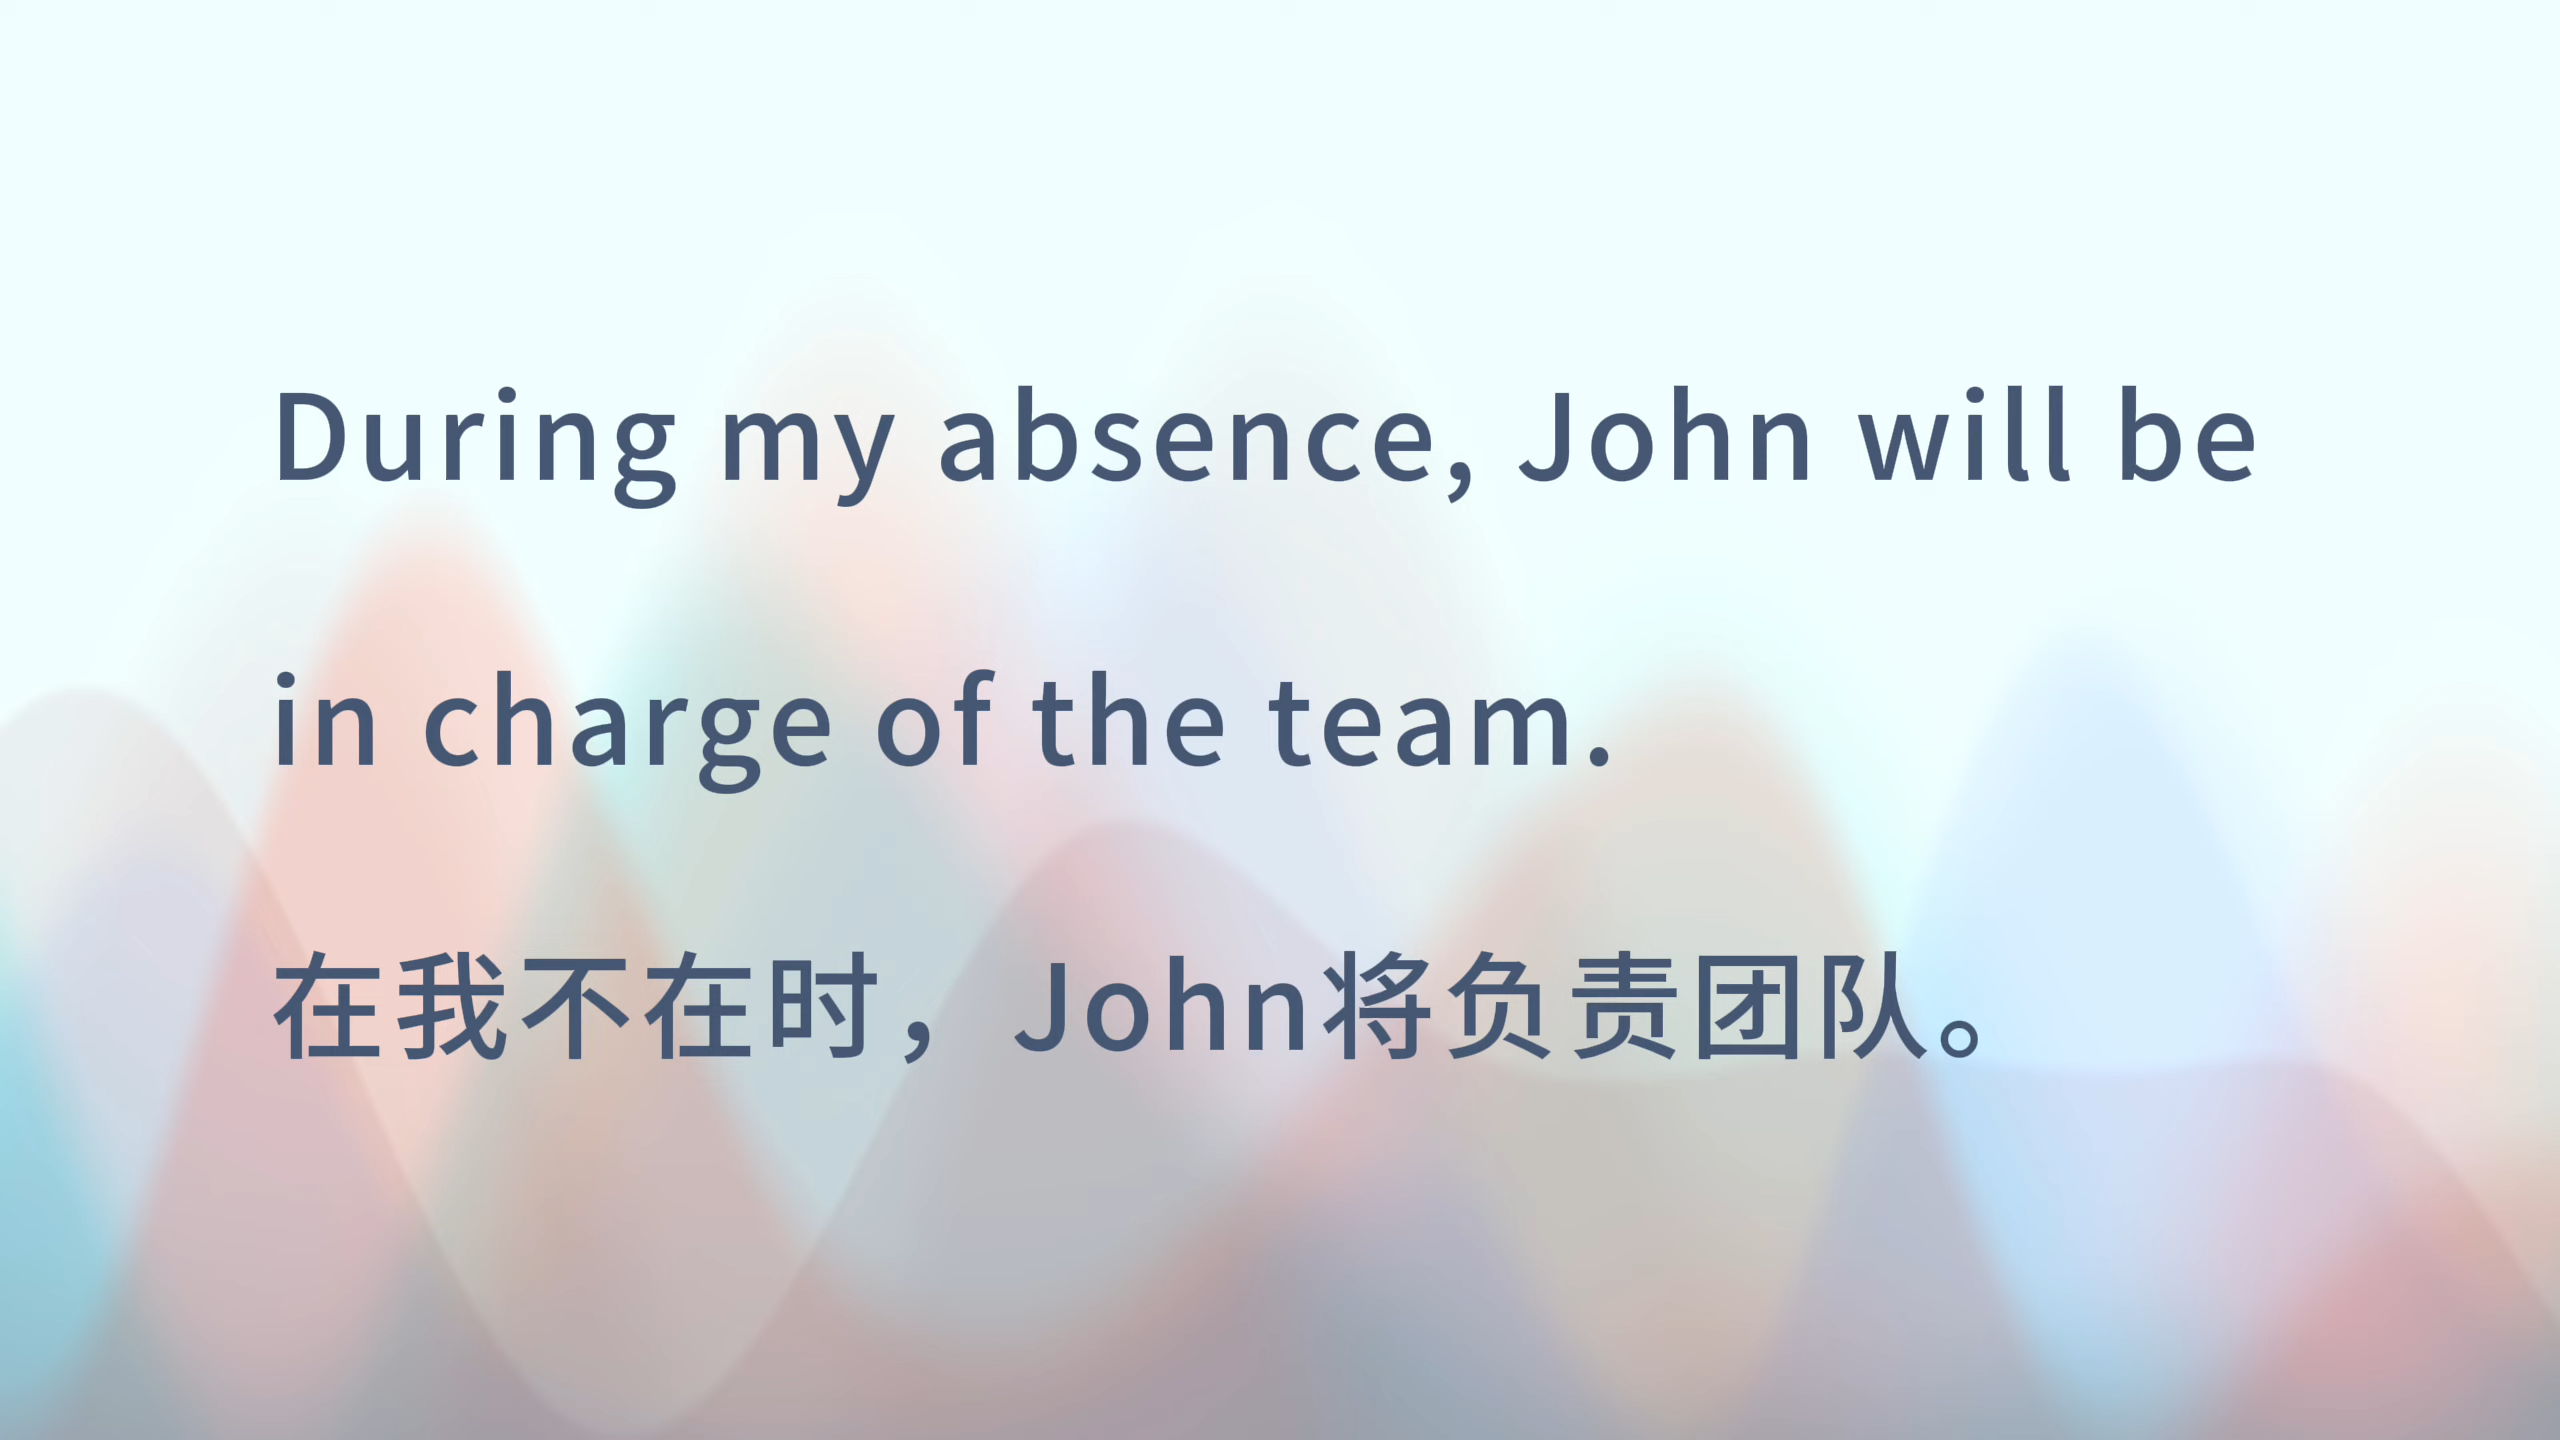 During my absence, John will be
in charge of the team.
在我不在时，John将负责团队。